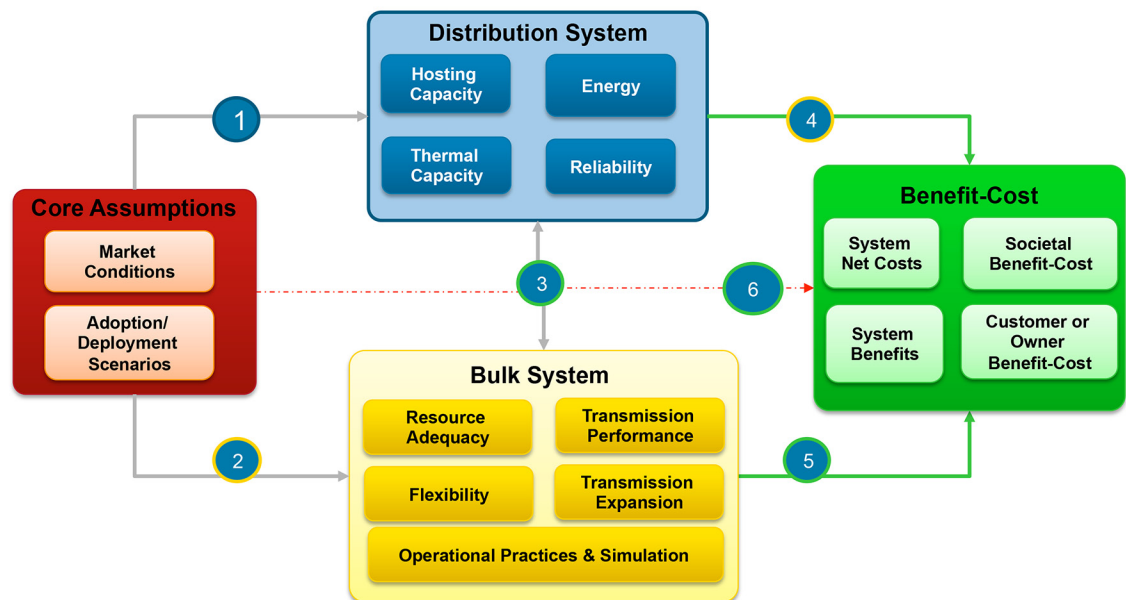 Distribution System
Hosting
Capacity
Energy
Thermal
Capacity
Reliability
1
4
Core Assumptions
Market
Conditions
Adoption/
Deployment
Scenarios
3
6
Benefit-Cost
System
Net Costs
Societal
Benefit-Cost
System
Benefits
Customer or
Owner
Benefit-Cost
2
5
Bulk System
Resource
Adequacy
Transmission
Performance
Flexibility
Transmission
Expansion
Operational Practices & Simulation